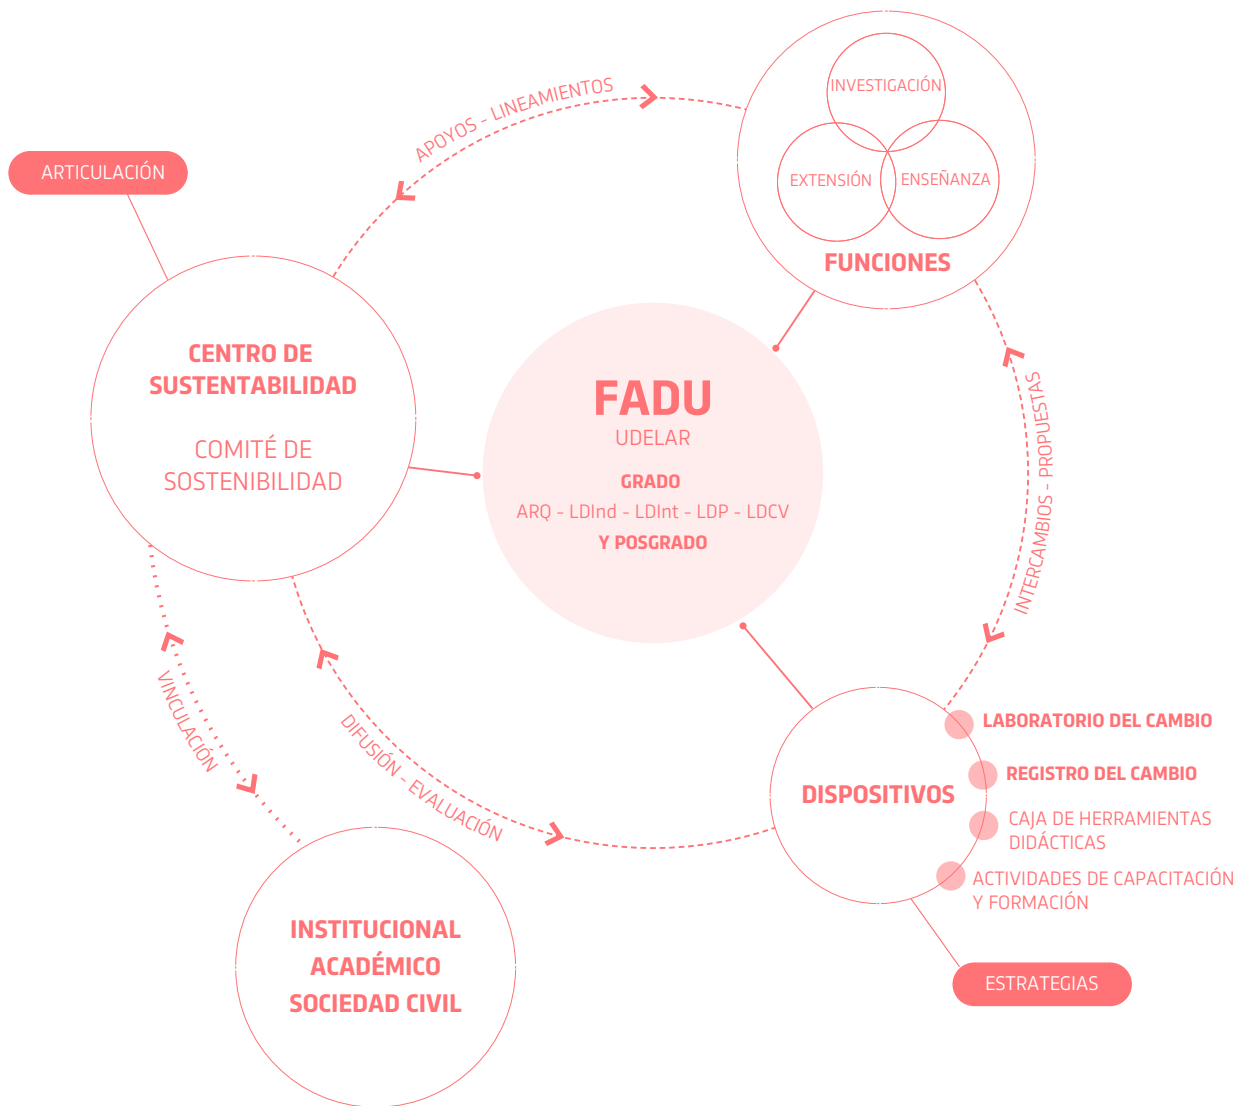 INVESTIGACIÓN
EXTENSIÓN
ENSEÑANZA
FUNCIONES
APOYOS - LINEAMIENTOS
ARTICULACIÓN
CENTRO DE
SUSTENTABILIDAD
COMITÉ DE
SOSTENIBILIDAD
FADU
UDELAR
GRADO
ARQ - LDInd - LDInt - LDP - LDCV
Y POSGRADO
INTERCAMBIOS - PROPUESTAS
VINCULACIÓN
DIFUSIÓN - EVALUACIÓN
DISPOSITIVOS
LABORATORIO DEL CAMBIO
REGISTRO DEL CAMBIO
CAJA DE HERRAMIENTAS
DIDÁCTICAS
ACTIVIDADES DE CAPACITACIÓN
Y FORMACIÓN
ESTRATEGIAS
INSTITUCIONAL
ACADÉMICO
SOCIEDAD CIVIL